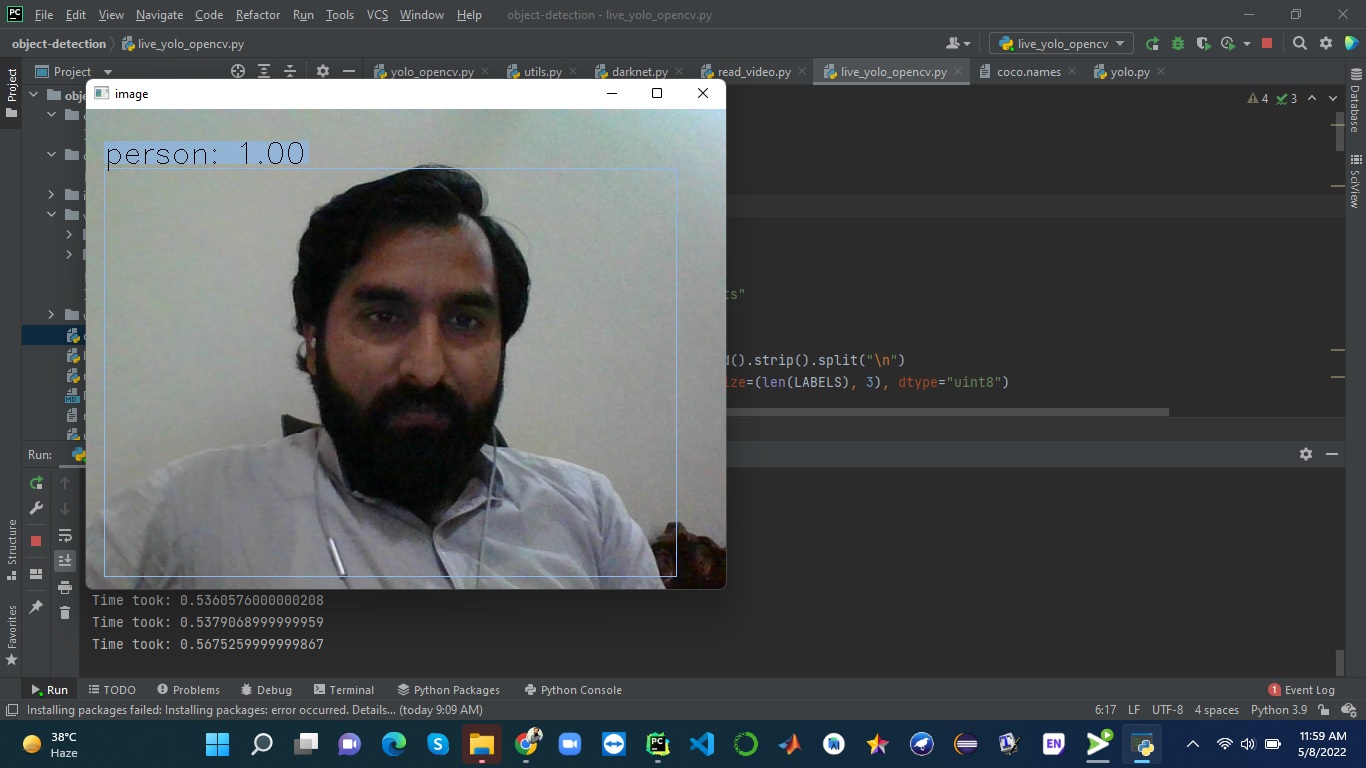 PC File Edit View Navigate Code Refactor Run Tools VCS Window Help object-detection - live_yolo_opencv.py
object-detection live_yolo_opencv.py live_yolo_opencv
Project yolo_opencv.py utils.py darknet.py read_video.py live_yolo_opencv.py coco.names yolo.py
Project
image
4 3
Database
SciView
person: 1.00
.strip().split("\n")
=(len(LABELS), 3), dtype="uint8")
Run:
Structure
Favorites
Time took: 0.5360576000000208
Time took: 0.5379068999999959
Time took: 0.5675259999999867
Run TODO Problems Debug Terminal Python Packages Python Console 1 Event Log
Installing packages failed: Installing packages: error occurred. Details... (today 9:09 AM) 6:17 LF UTF-8 4 spaces Python 3.9
38°C
Haze
EN
11:59 AM
5/8/2022